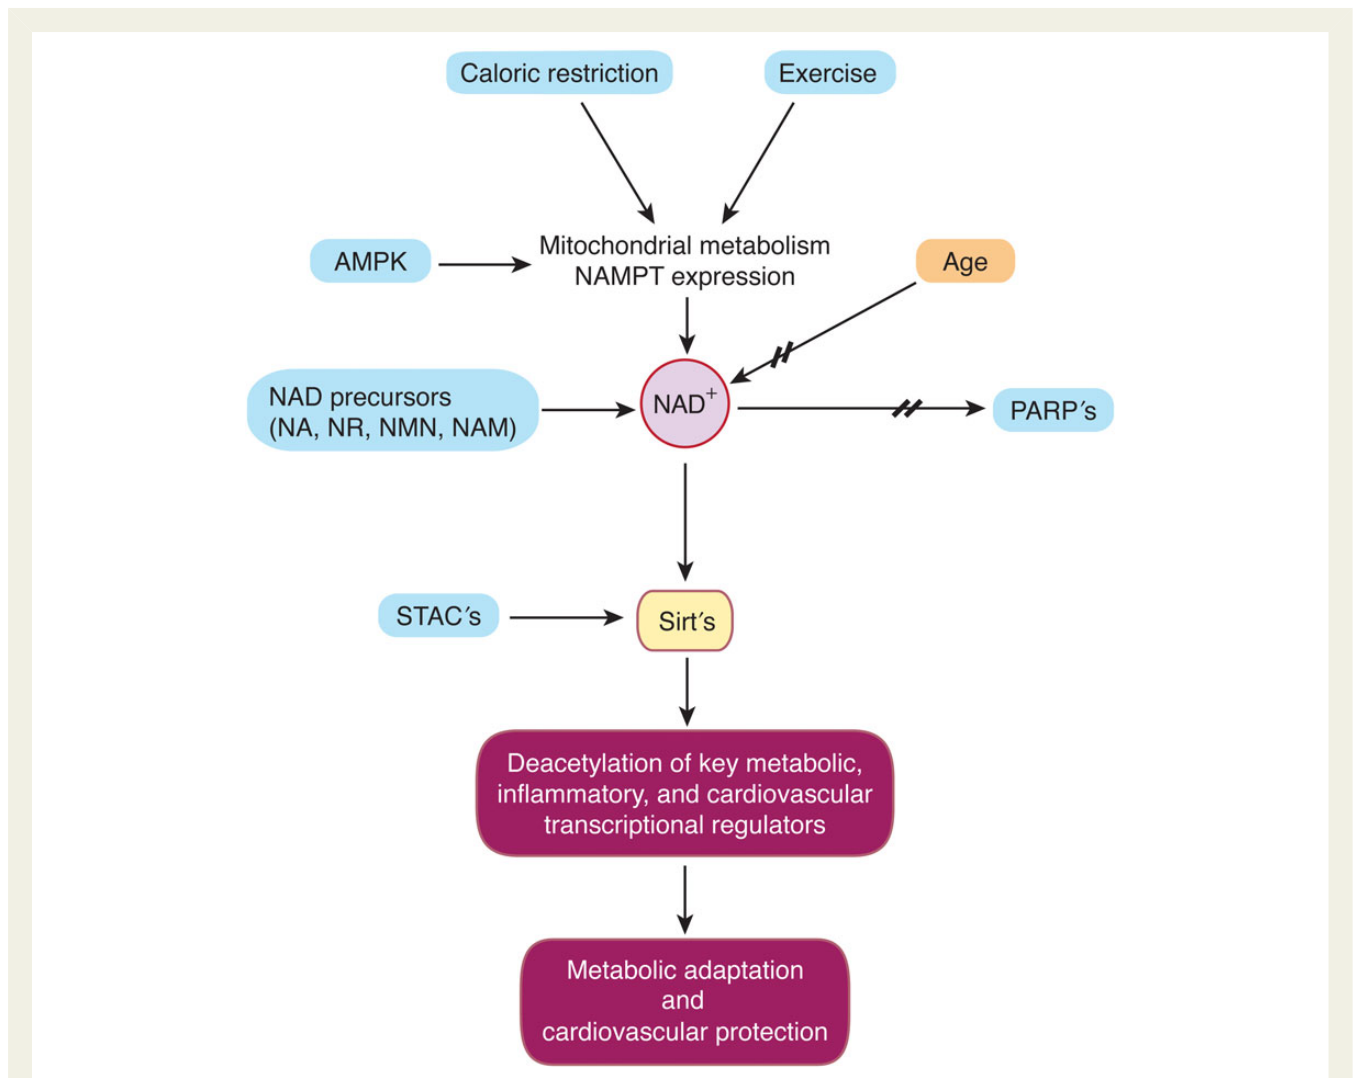 Caloric restriction
Exercise
Mitochondrial metabolism
NAMPT expression
AMPK
Age
NAD precursors
(NA, NR, NMN, NAM)
NAD+
PARP′s
STAC′s
Sirt′s
Deacetylation of key metabolic,
inflammatory, and cardiovascular
transcriptional regulators
Metabolic adaptation
and
cardiovascular protection